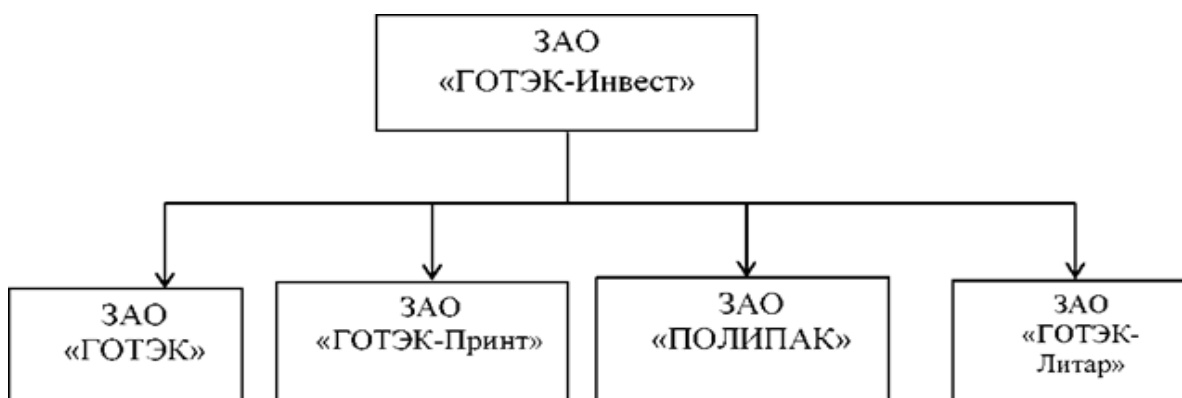 ЗАО
«ГОТЭК-Инвест»
ЗАО
«ГОТЭК»
ЗАО
«ГОТЭК-Принт»
ЗАО
«ПОЛИПАК»
ЗАО
«ГОТЭК-
Литар»